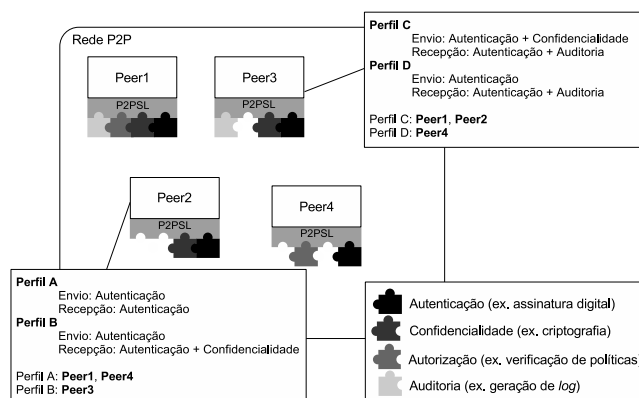 Rede P2P
Peer1
P2PSL
Peer3
P2PSL
Peer2
P2PSL
Peer4
P2PSL
Perfil C
Envio: Autenticação + Confidencialidade
Recepção: Autenticação + Auditoria
Perfil D
Envio: Autenticação
Recepção: Autenticação + Auditoria
Perfil C: Peer1, Peer2
Perfil D: Peer4
Perfil A
Envio: Autenticação
Recepção: Autenticação
Perfil B
Envio: Autenticação
Recepção: Autenticação + Confidencialidade
Perfil A: Peer1, Peer4
Perfil B: Peer3
Autenticação (ex. assinatura digital)
Confidencialidade (ex. criptografia)
Autorização (ex. verificação de políticas)
Auditoria (ex. geração de log)